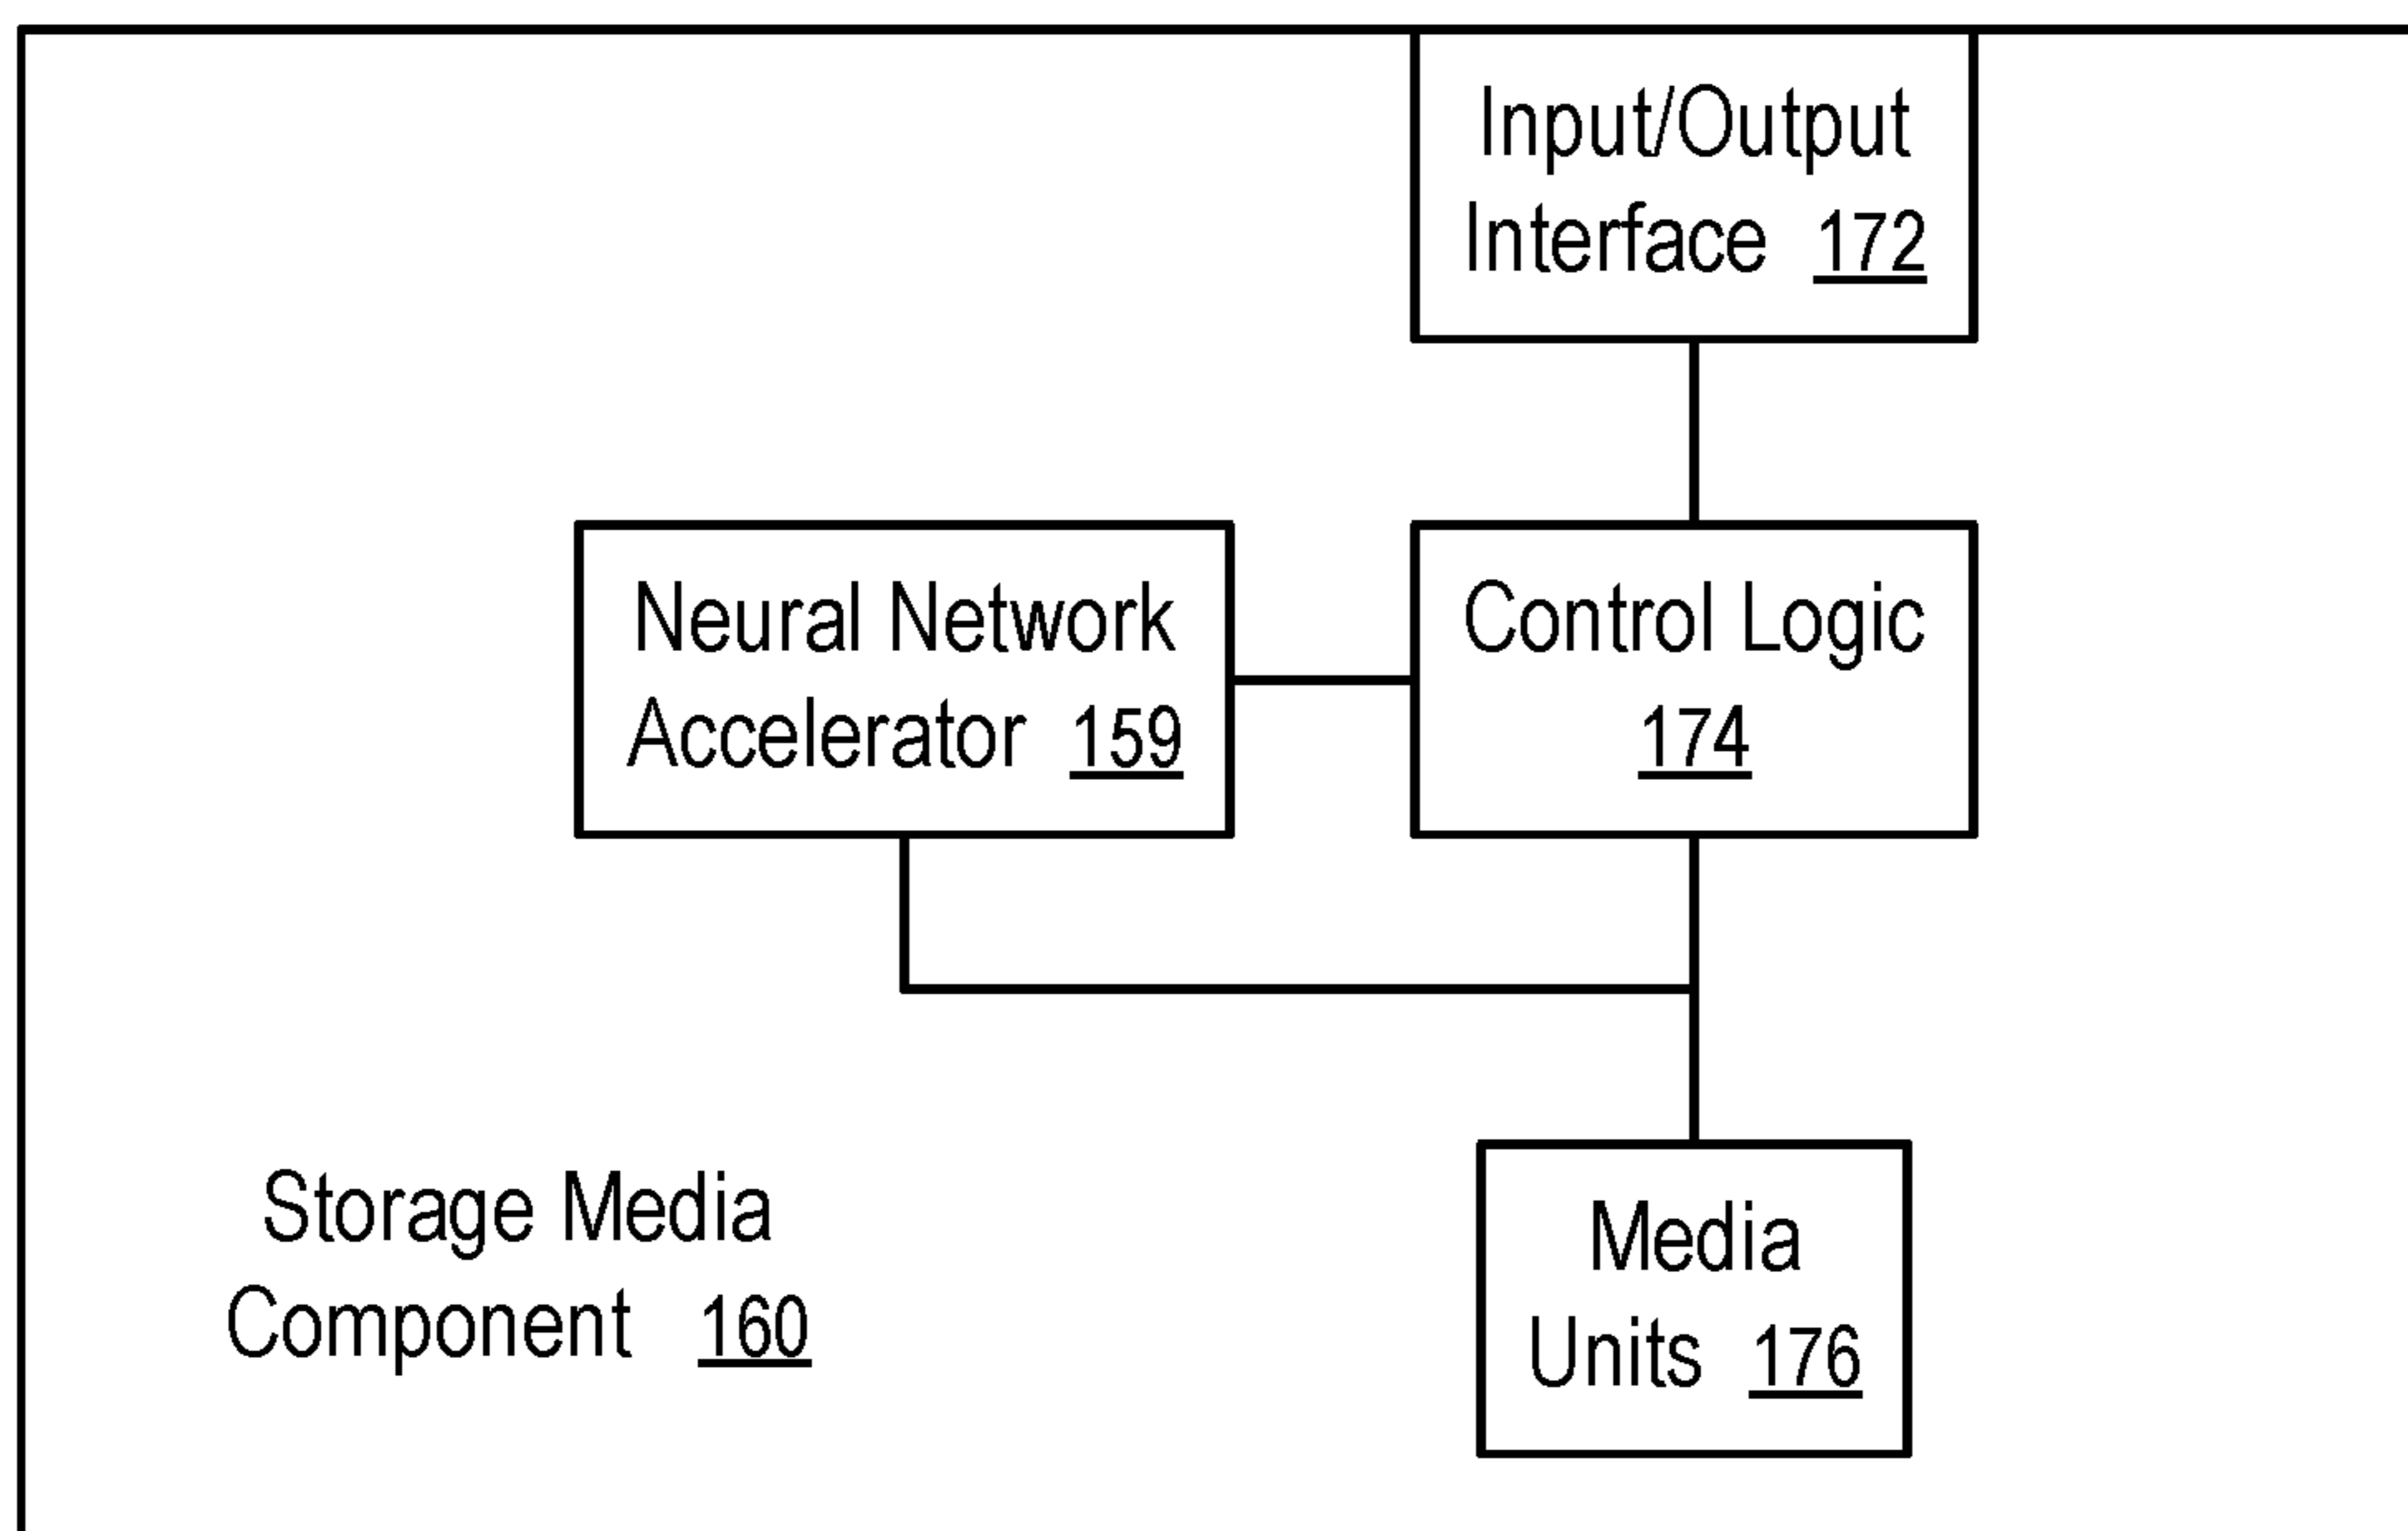 Input/Output
Interface 172
Neural Network
Accelerator 159
Control Logic
174
Storage Media
Component 160
Media
Units 176